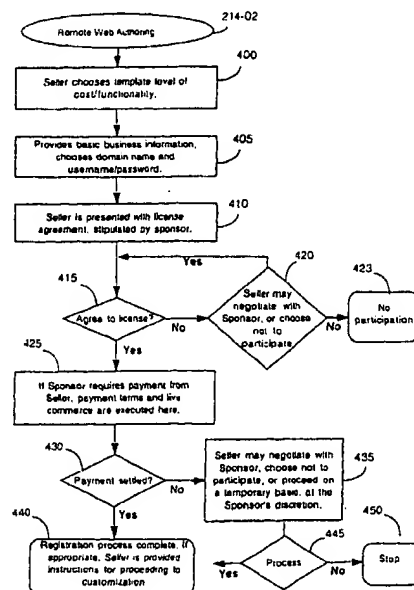 Remote Web Authoring
214-02
Seller chooses template level of
cost/functionality.
400
Provides basic business information,
chooses domain name and
username/password.
405
Seller is presented with license
agreement, stipulated by sponsor.
410
Yes
415
Agree to license?
No
420
Seller may
negotiate with
Sponsor, or choose
not to
participate.
No
423
No
participation
Yes
425
If Sponsor requires payment from
Seller, payment terms and live
commerce are executed here.
430
Payment settled?
No
Seller may negotiate with
Sponsor, choose not to
participate, or proceed on
a temporary basis, at the
Sponsor's discretion.
435
Yes
440
Registration process complete, if
appropriate, Seller is provided
instructions for proceeding to
customization
Yes
Process
445
No
450
Stop